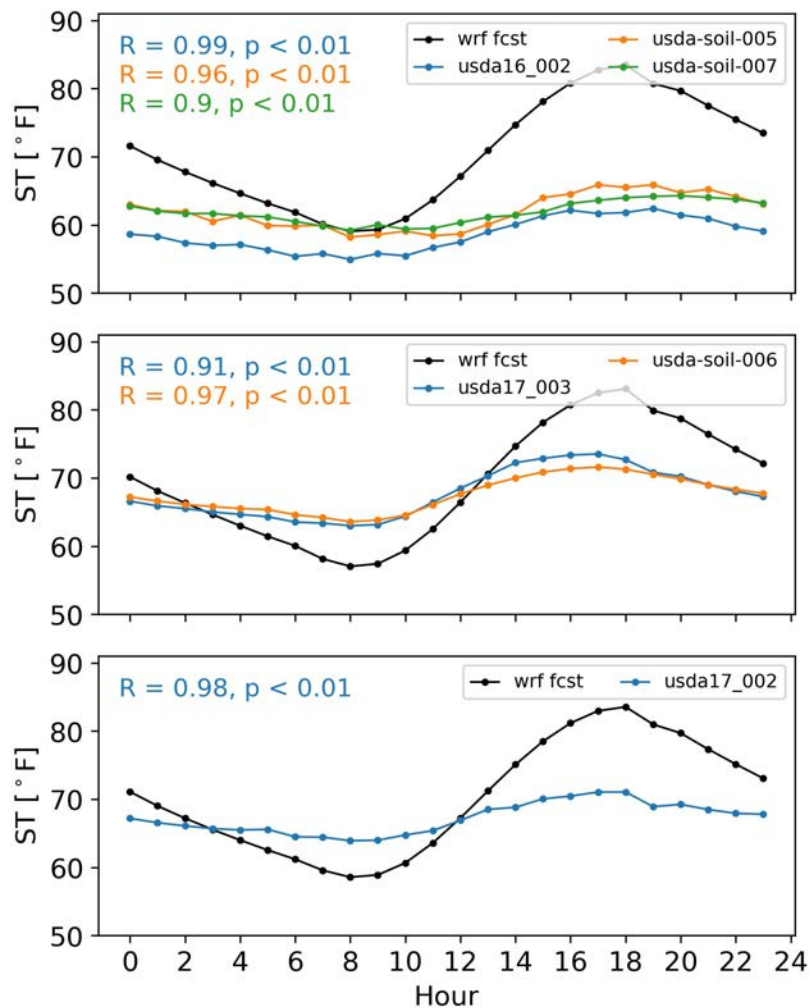 90
80
70
60
50
ST [°F]
R = 0.99, p < 0.01
R = 0.96, p < 0.01
R = 0.9, p < 0.01
wrf fcst
usda16_002
usda-soil-005
usda-soil-007
90
80
70
60
50
ST [°F]
R = 0.91, p < 0.01
R = 0.97, p < 0.01
wrf fcst
usda17_003
usda-soil-006
90
80
70
60
50
ST [°F]
R = 0.98, p < 0.01
wrf fcst
usda17_002
0 2 4 6 8 10 12 14 16 18 20 22 24
Hour